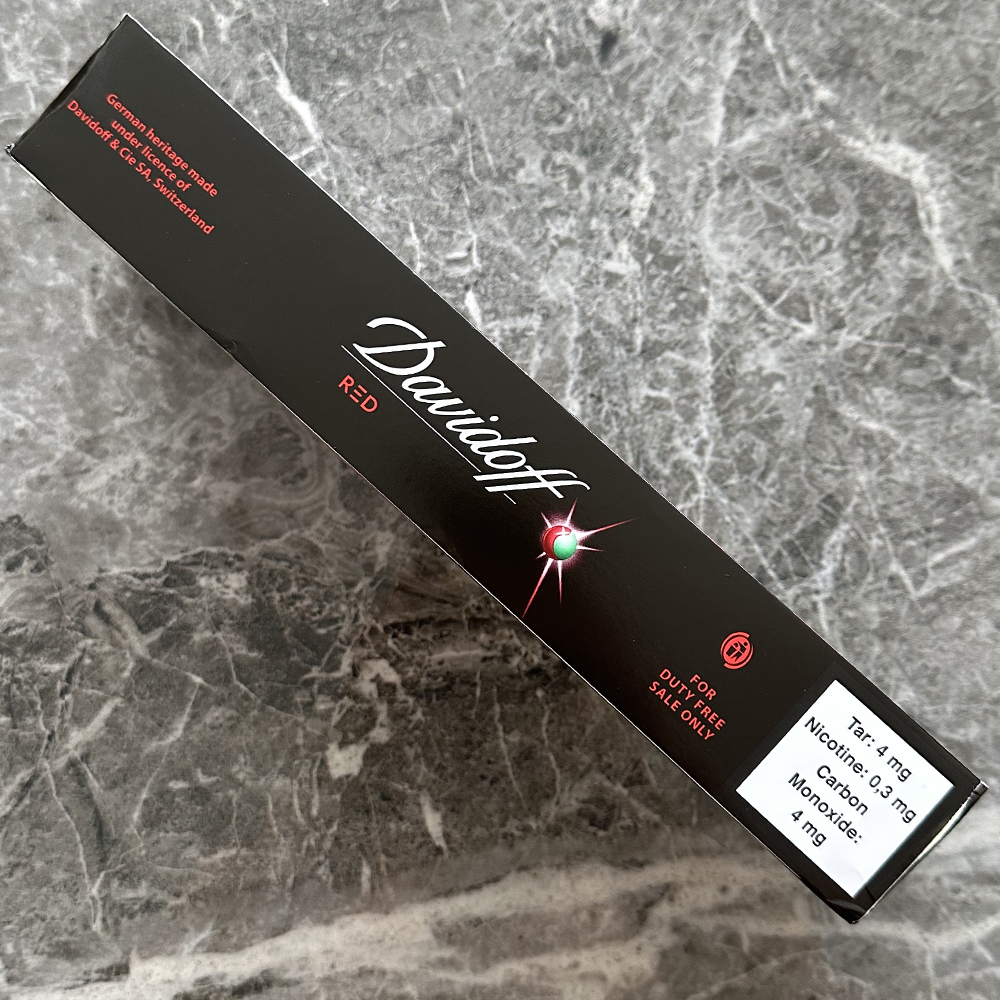 German heritage made
under licence of
Davidoff & Cie SA, Switzerland
Davidoff
RED
FOR
DUTY FREE
SALE ONLY
Tar: 4 mg
Nicotine: 0,3 mg
Carbon
Monoxide:
4 mg